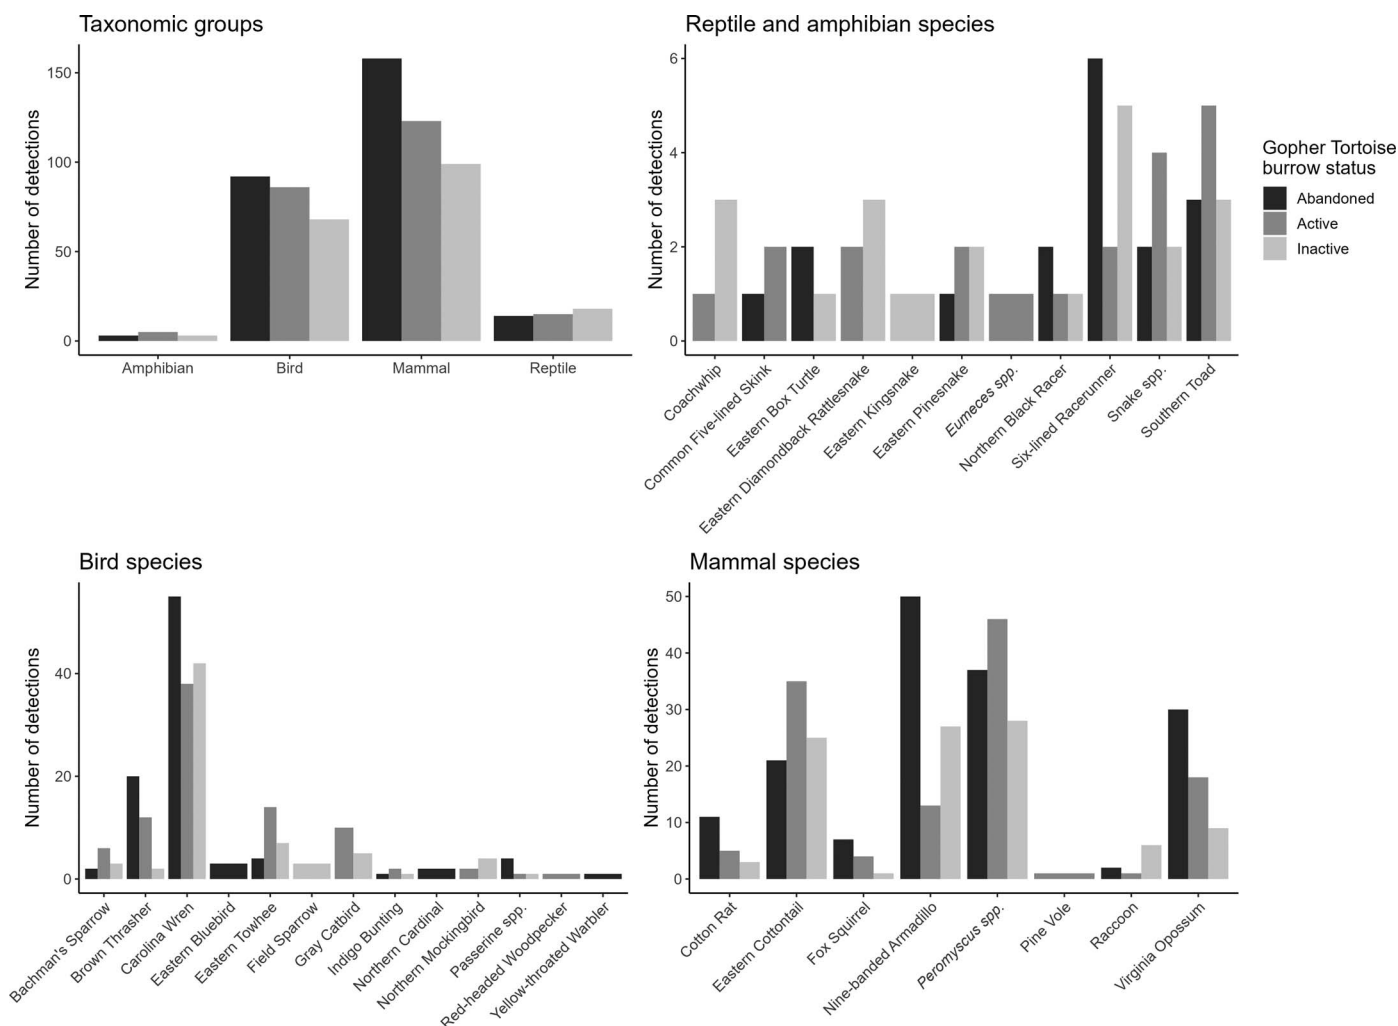 Taxonomic groups
Number of detections
150
100
50
0
Amphibian
Bird
Mammal
Reptile
Reptile and amphibian species
Number of detections
6
4
2
0
Coachwhip
Common Five-lined Skink
Eastern Box Turtle
Eastern Diamondback Rattlesnake
Eastern Kingsnake
Eastern Pinesnake
Eumeces spp.
Northern Black Racer
Six-lined Racerunner
Snake spp.
Southern Toad
Gopher Tortoise
burrow status
Abandoned
Active
Inactive
Bird species
Number of detections
40
20
0
Bachman's Sparrow
Brown Thrasher
Carolina Wren
Eastern Bluebird
Eastern Towhee
Field Sparrow
Gray Catbird
Indigo Bunting
Northern Cardinal
Northern Mockingbird
Passerine spp.
Red-headed Woodpecker
Yellow-throated Warbler
Mammal species
Number of detections
50
40
30
20
10
0
Cotton Rat
Eastern Cottontail
Fox Squirrel
Nine-banded Armadillo
Peromyscus spp.
Pine Vole
Raccoon
Virginia Opossum